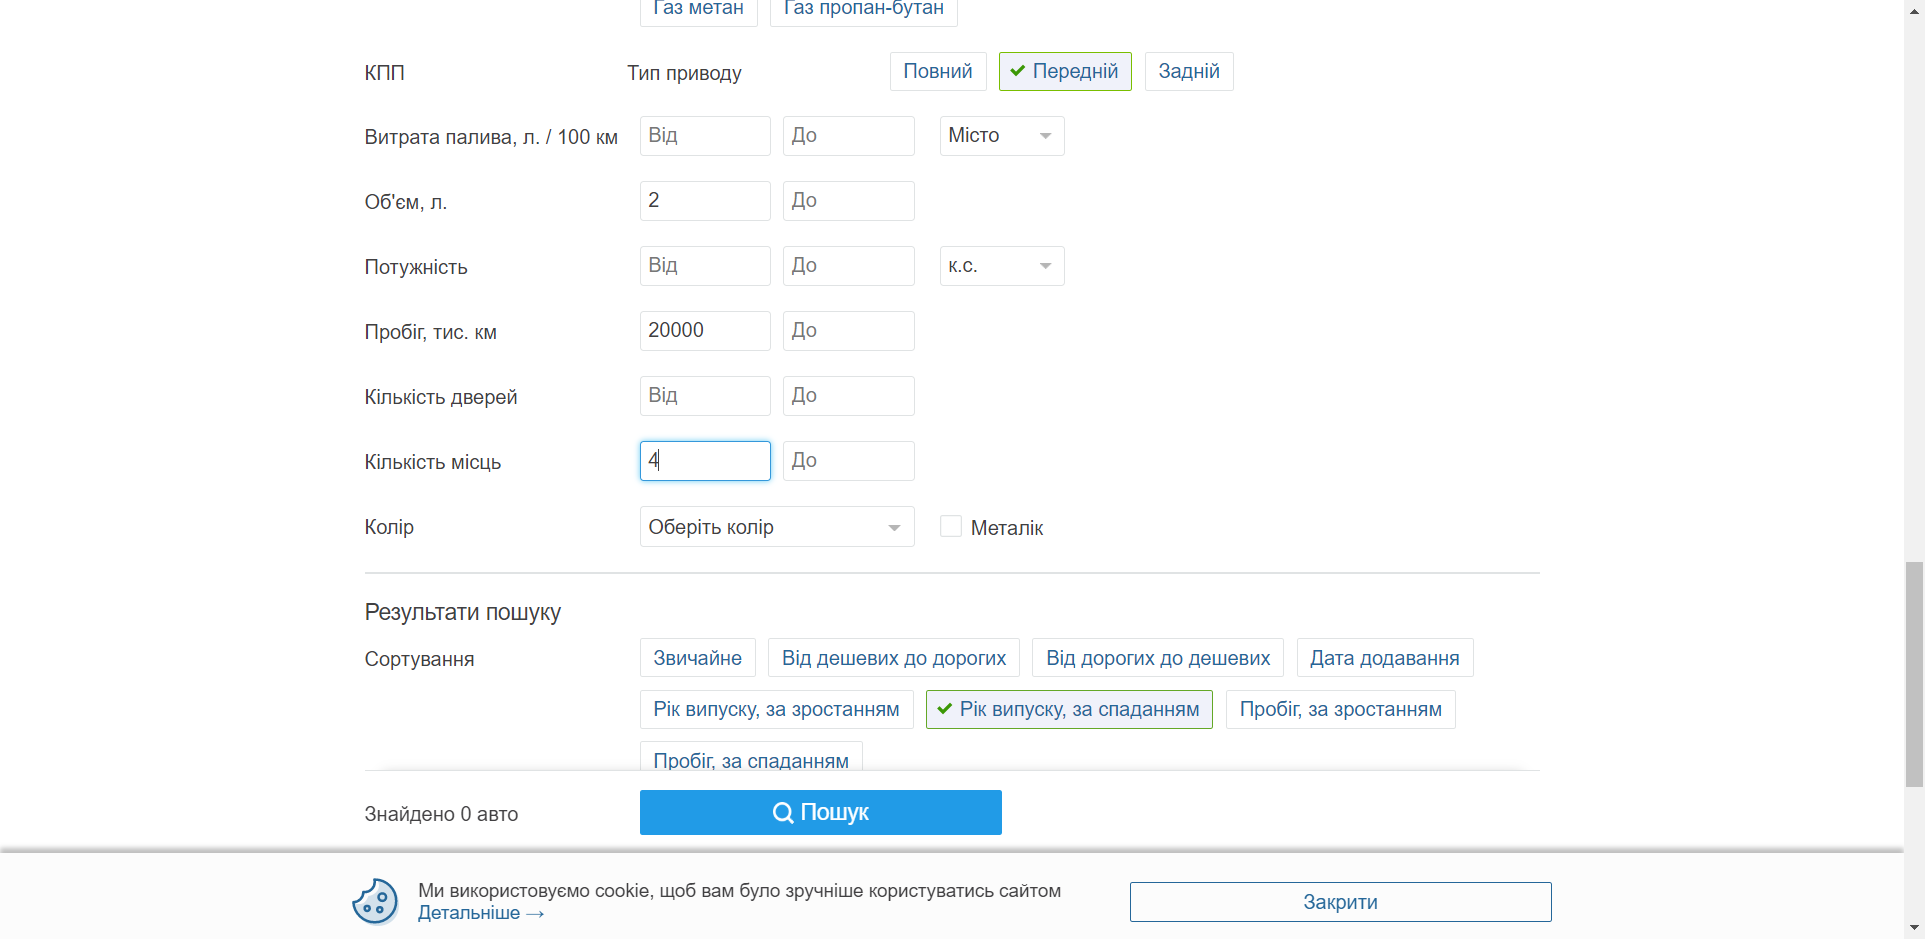 Газ метан Газ пропан-бутан
КПП Тип приводу Повний Передній Задній
Витрата палива, л. / 100 км Від До Місто
Об'єм, л. 2 До
Потужність Від До к.с.
Пробіг, тис. км 20000 До
Кількість дверей Від До
Кількість місць 4 До
Колір Оберіть колір Металік
Результати пошуку
Сортування Звичайне Від дешевих до дорогих Від дорогих до дешевих Дата додавання
Рік випуску, за зростанням Рік випуску, за спаданням Пробіг, за зростанням
Пробіг, за спаданням
Знайдено 0 авто Пошук
Ми використовуємо cookie, щоб вам було зручніше користуватись сайтом
Детальніше → Закрити